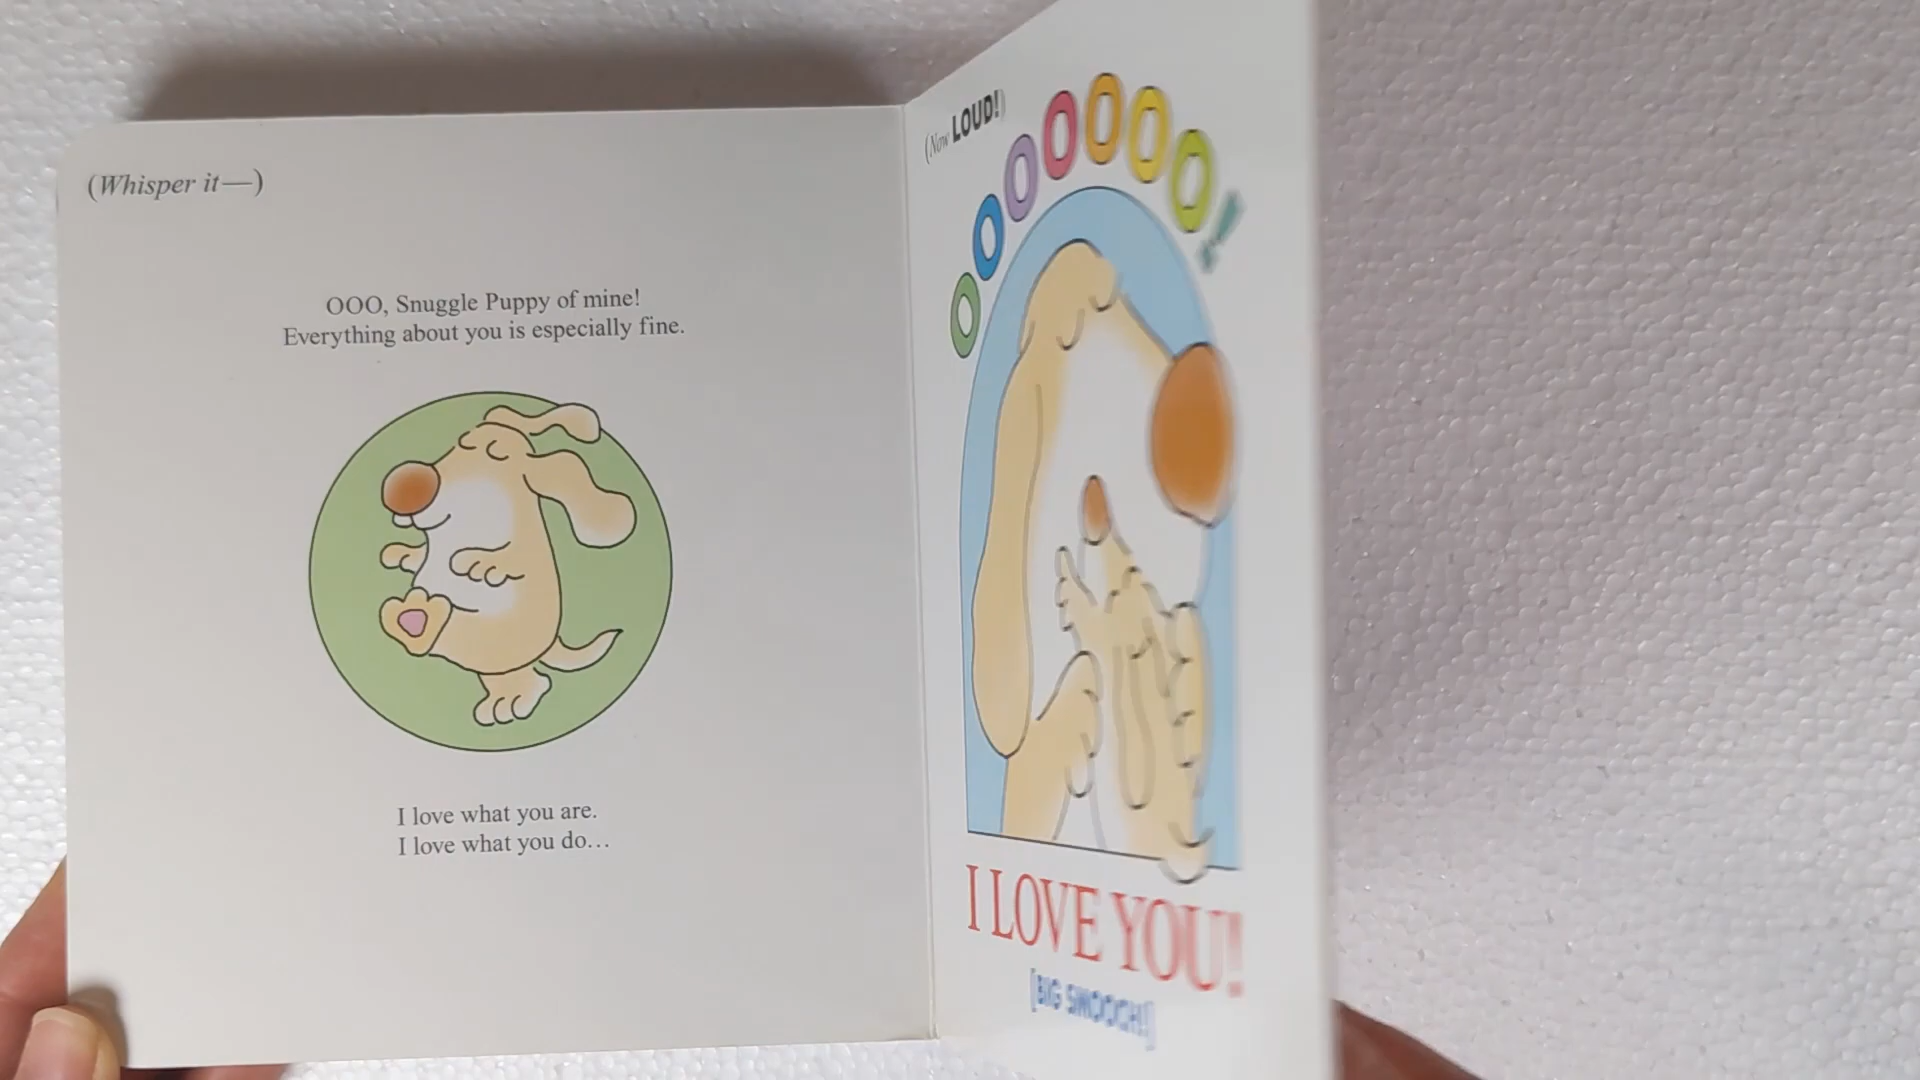 (Whisper it—)
OOO, Snuggle Puppy of mine!
Everything about you is especially fine.
I love what you are.
I love what you do…
(Now LOUD!)
OOOOOOO!
I LOVE YOU!
[BIG SMOOCH!]